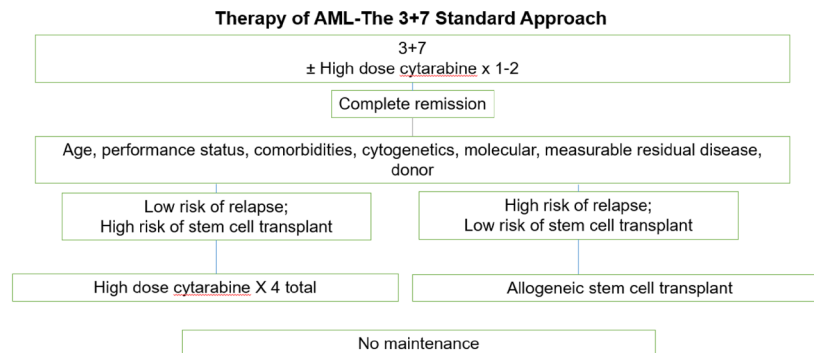 Therapy of AML-The 3+7 Standard Approach
3+7
± High dose cytarabine x 1-2
Complete remission
Age, performance status, comorbidities, cytogenetics, molecular, measurable residual disease,
donor
Low risk of relapse;
High risk of stem cell transplant
High risk of relapse;
Low risk of stem cell transplant
High dose cytarabine X 4 total
Allogeneic stem cell transplant
No maintenance